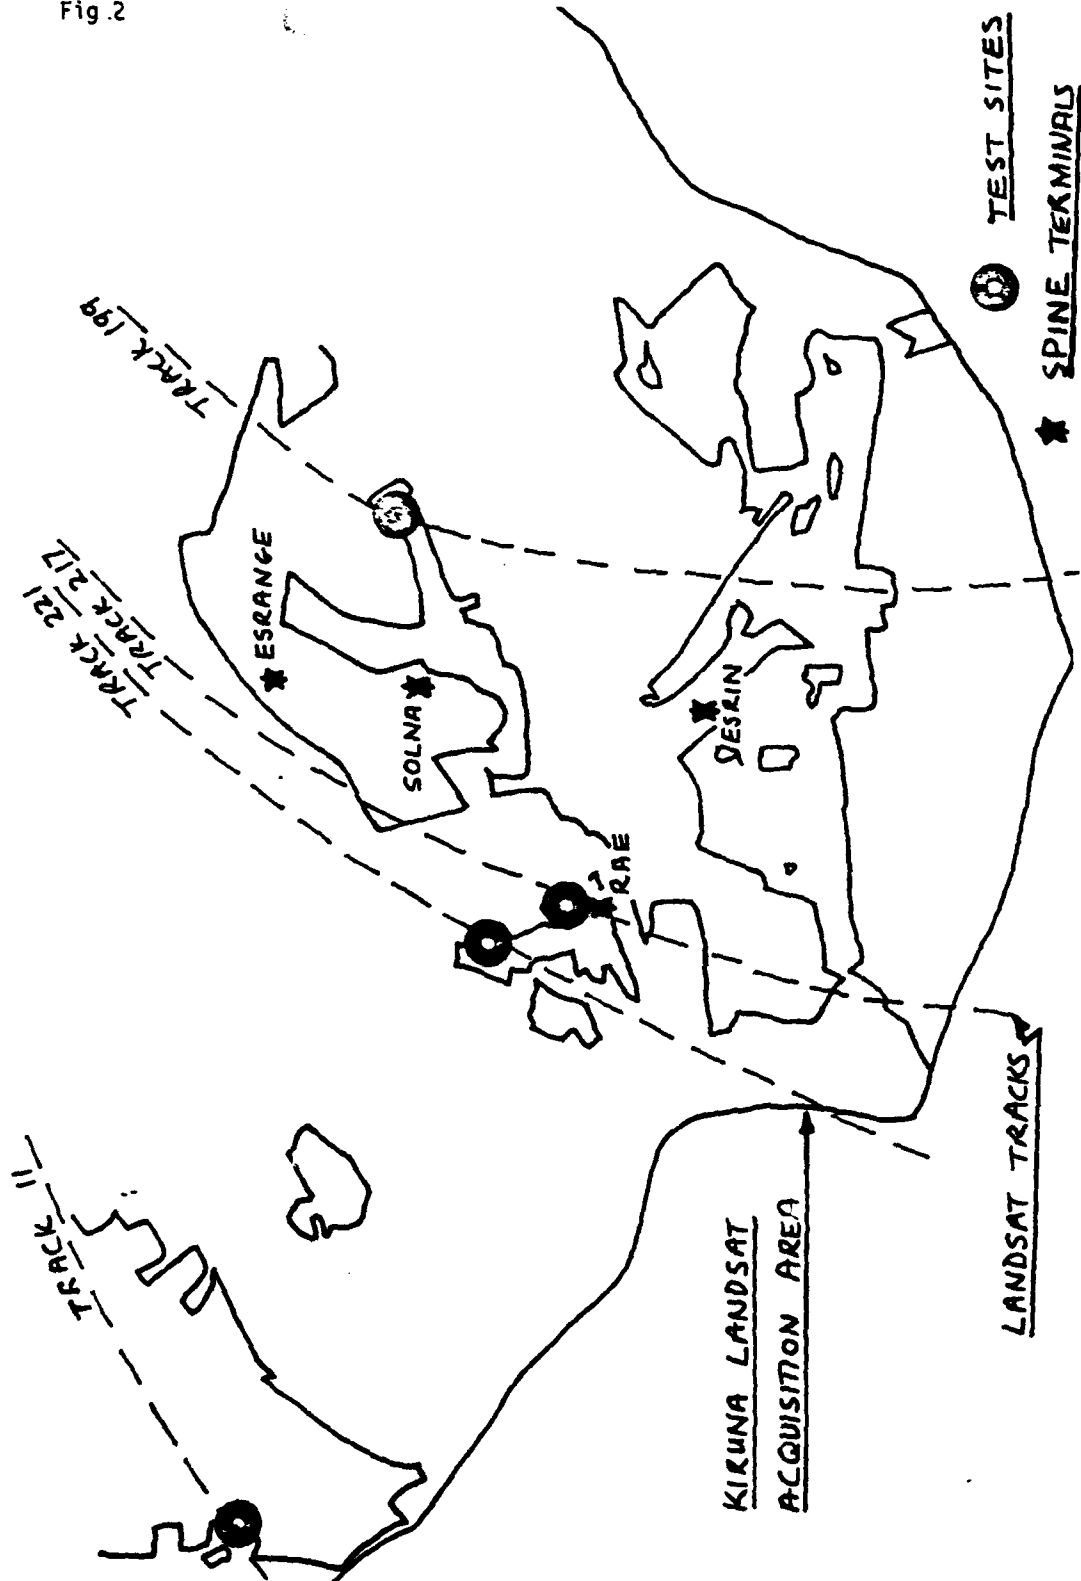 Fig.2
TRACK 11
TRACK 221
TRACK 217
TRACK 199
ESRANGE
SOLNA
RAE
ESRIN
KIRUNA LANDSAT
ACQUISITION AREA
LANDSAT TRACKS
TEST SITES
SPINE TERMINALS